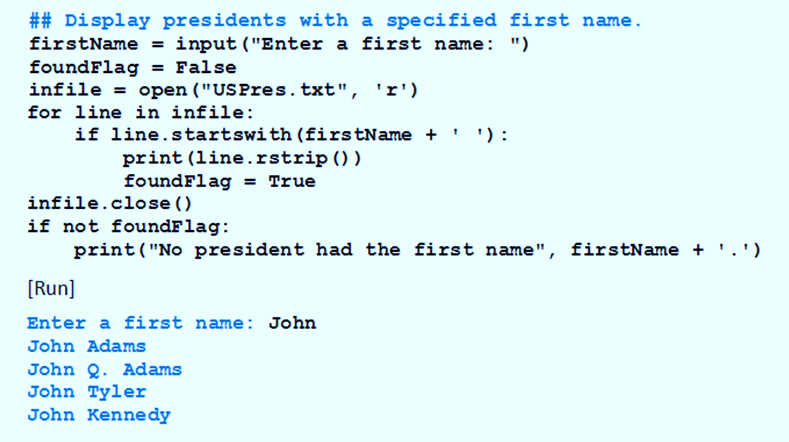 ## Display presidents with a specified first name.
firstName = input("Enter a first name: ")
foundFlag = False
infile = open("USPres.txt", 'r')
for line in infile:
    if line.startswith(firstName + ' '):
        print(line.rstrip())
        foundFlag = True
infile.close()
if not foundFlag:
    print("No president had the first name", firstName + '.')
[Run]
Enter a first name: John
John Adams
John Q. Adams
John Tyler
John Kennedy